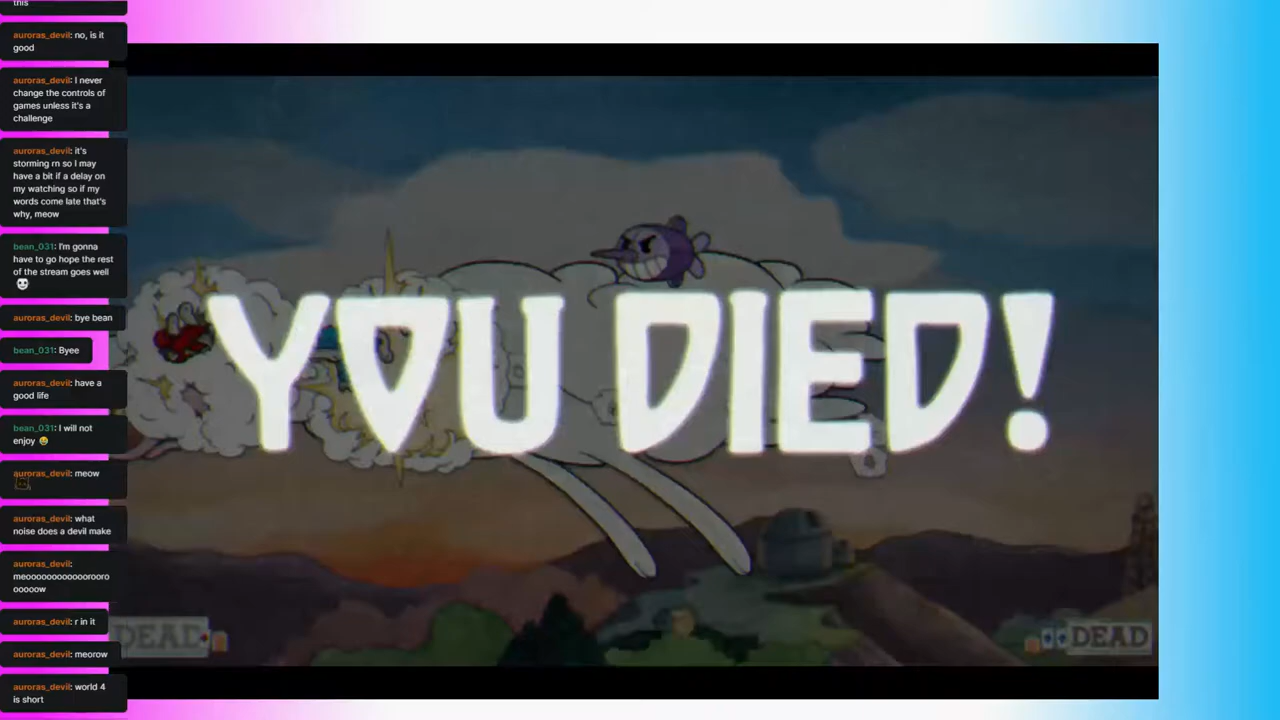 this
auroras_devil: no, is it
good
auroras_devil: I never
change the controls of
games unless it's a
challenge
auroras_devil: it's
storming rn so I may
have a bit if a delay on
my watching so if my
words come late that's
why, meow
bean_031: I'm gonna
have to go hope the rest
of the stream goes well
auroras_devil: bye bean
bean_031: Byee
auroras_devil: have a
good life
bean_031: I will not
enjoy
auroras_devil: meow
auroras_devil: what
noise does a devil make
auroras_devil:
meoooooooooooorooro
ooooow
auroras_devil: r in it
auroras_devil: meorow
auroras_devil: world 4
is short
YOU DIED!
DEAD
DEAD